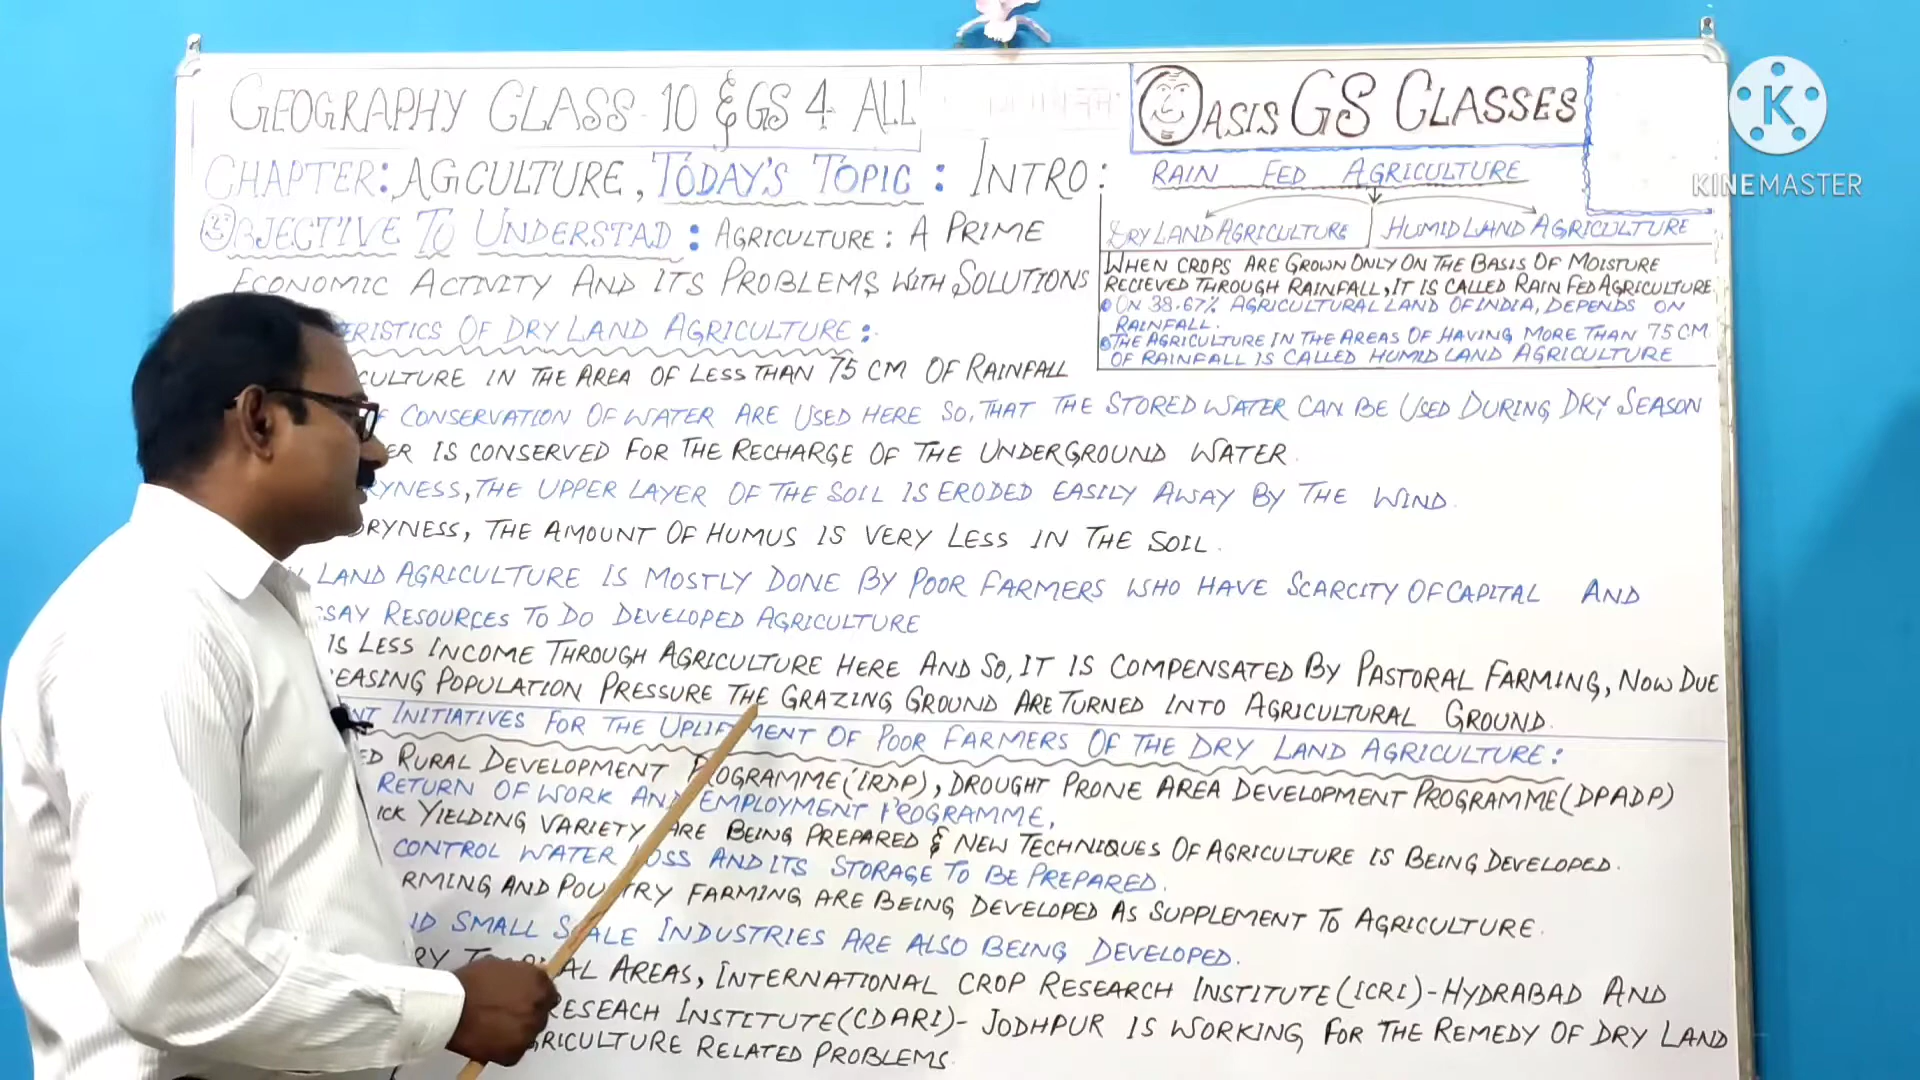 GEOGRAPHY CLASS-10 & GS 4 ALL
CHAPTER: AGCULTURE, TODAY'S TOPIC: INTRO:
OBJECTIVE TO UNDERSTAD: AGRICULTURE: A PRIME
ECONOMIC ACTIVITY AND ITS PROBLEMS WITH SOLUTIONS
OASIS GS CLASSES
KINEMASTER
RAIN FED AGRICULTURE
DRY LAND AGRICULTURE
HUMID LAND AGRICULTURE
WHEN CROPS ARE GROWN ONLY ON THE BASIS OF MOISTURE
RECIEVED THROUGH RAINFALL, IT IS CALLED RAIN FED AGRICULTURE.
ON 38.67% AGRICULTURAL LAND OF INDIA, DEPENDS ON
RAINFALL.
THE AGRICULTURE IN THE AREAS OF HAVING MORE THAN 75 CM
OF RAINFALL IS CALLED HUMID LAND AGRICULTURE
ERISTICS OF DRY LAND AGRICULTURE:
CULTURE IN THE AREA OF LESS THAN 75 CM OF RAINFALL
CONSERVATION OF WATER ARE USED HERE SO, THAT THE STORED WATER CAN BE USED DURING DRY SEASON
ER IS CONSERVED FOR THE RECHARGE OF THE UNDERGROUND WATER.
RYNESS, THE UPPER LAYER OF THE SOIL IS ERODED EASILY AWAY BY THE WIND.
DRYNESS, THE AMOUNT OF HUMUS IS VERY LESS IN THE SOIL.
LAND AGRICULTURE IS MOSTLY DONE BY POOR FARMERS WHO HAVE SCARCITY OF CAPITAL AND
SSAY RESOURCES TO DO DEVELOPED AGRICULTURE
IS LESS INCOME THROUGH AGRICULTURE HERE AND SO, IT IS COMPENSATED BY PASTORAL FARMING, NOW DUE
EASING POPULATION PRESSURE THE GRAZING GROUND ARE TURNED INTO AGRICULTURAL GROUND.
NT INITIATIVES FOR THE UPLIFTMENT OF POOR FARMERS OF THE DRY LAND AGRICULTURE:
ED RURAL DEVELOPMENT PROGRAMME (IRDP), DROUGHT PRONE AREA DEVELOPMENT PROGRAMME (DPADP)
RETURN OF WORK AND EMPLOYMENT PROGRAMME,
ICK YIELDING VARIETY ARE BEING PREPARED & NEW TECHNIQUES OF AGRICULTURE IS BEING DEVELOPED.
CONTROL WATER LOSS AND ITS STORAGE TO BE PREPARED.
RMING AND POULTRY FARMING ARE BEING DEVELOPED AS SUPPLEMENT TO AGRICULTURE.
ND SMALL SCALE INDUSTRIES ARE ALSO BEING DEVELOPED.
RY AREAS, INTERNATIONAL CROP RESEARCH INSTITUTE (ICRI)-HYDRABAD AND
RESEACH INSTITUTE (CDARI)- JODHPUR IS WORKING FOR THE REMEDY OF DRY LAND
GRICULTURE RELATED PROBLEMS.